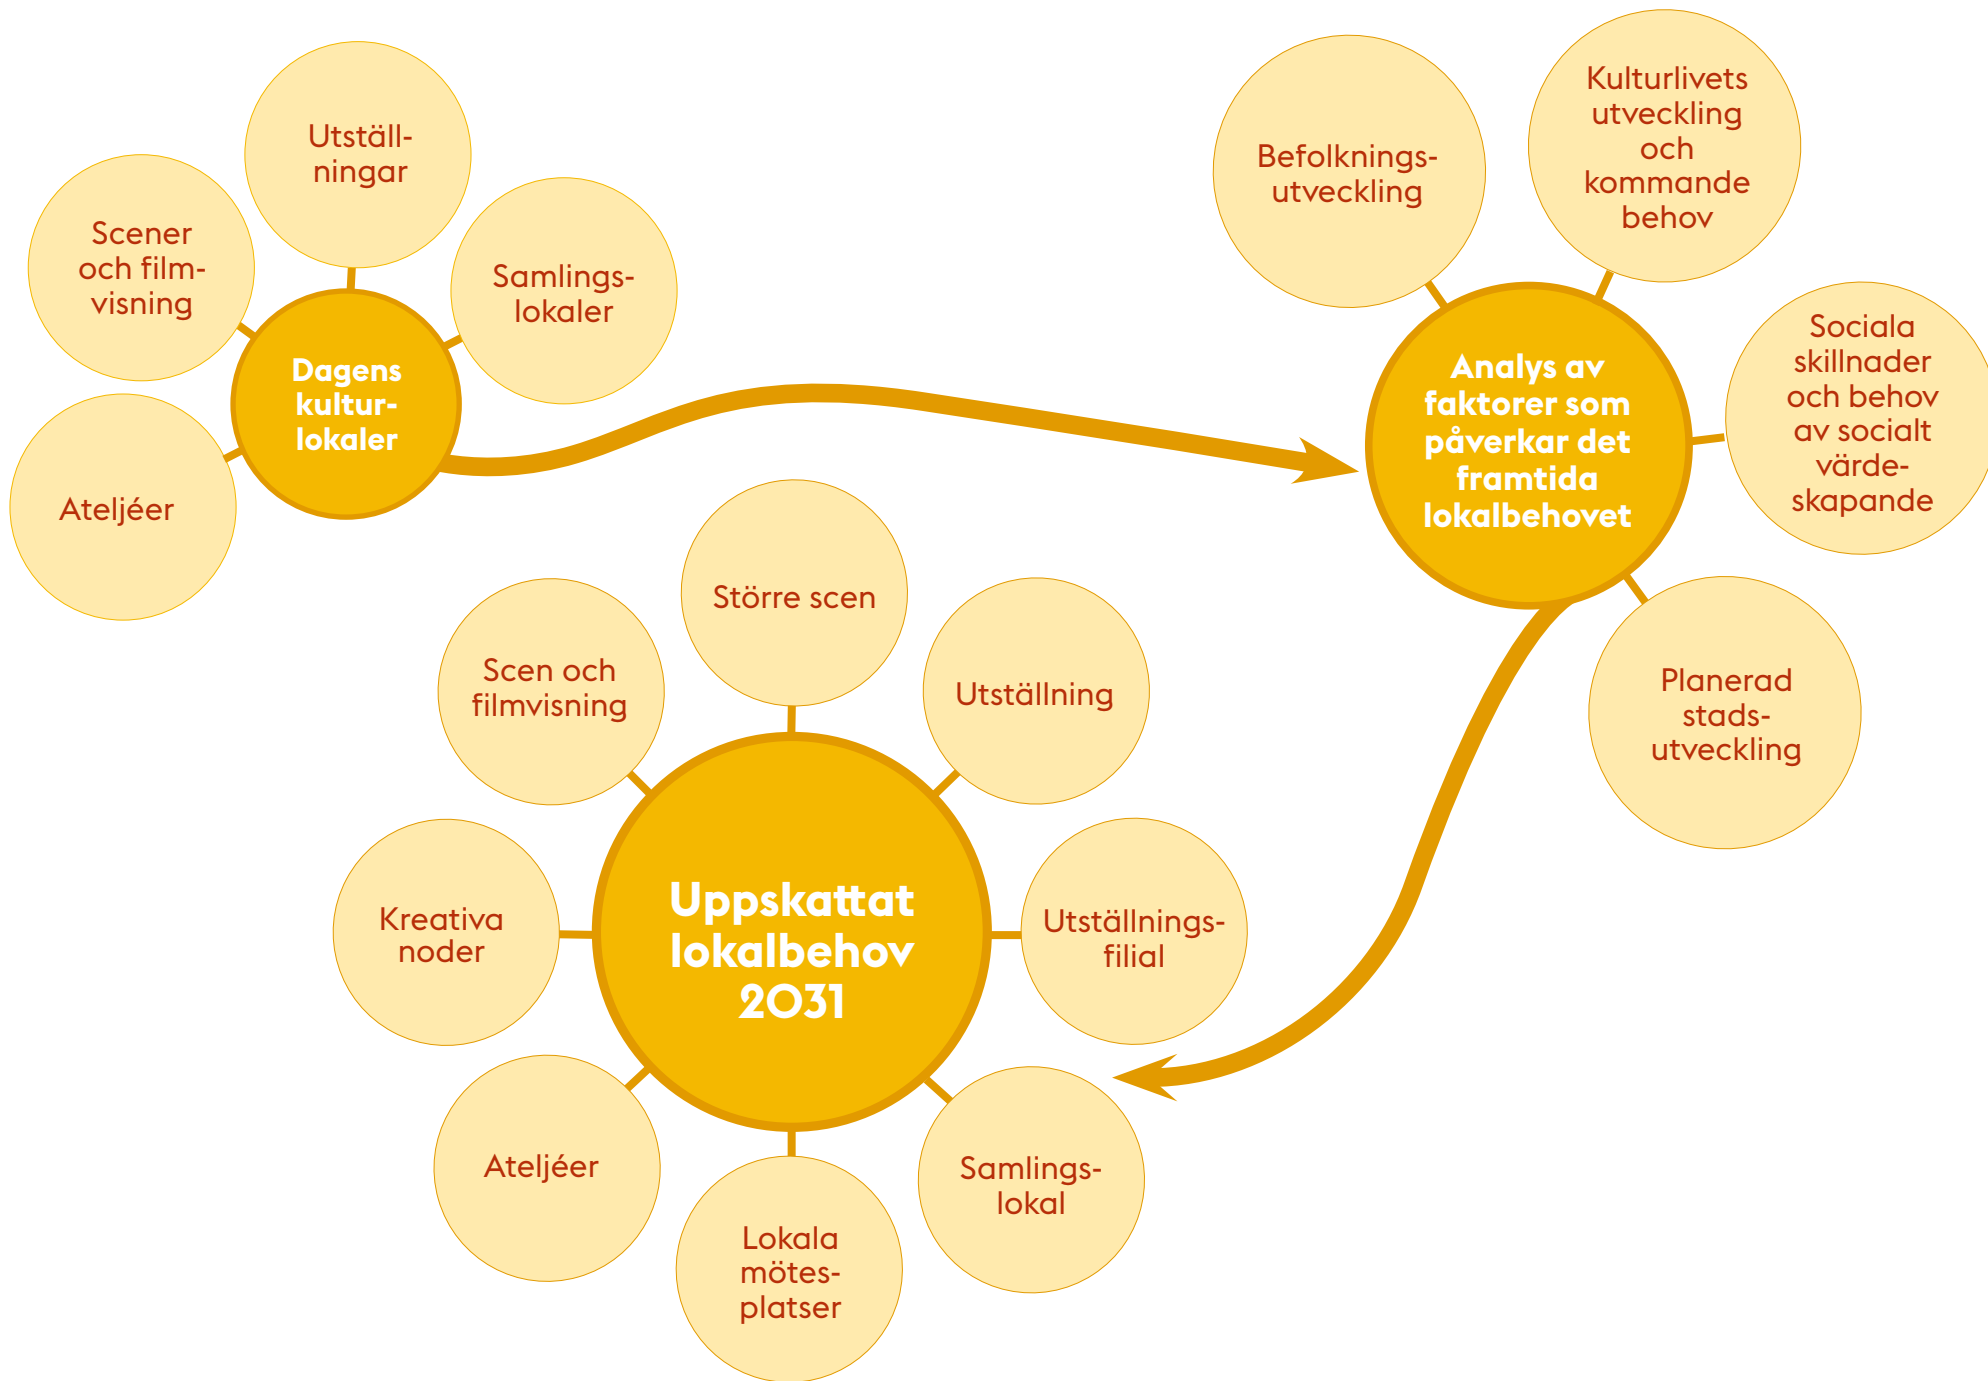 Utställ-
ningar
Scener
och film-
visning
Samlings-
lokaler
Dagens
kultur-
lokaler
Ateljéer
Befolknings-
utveckling
Kulturlivets
utveckling
och
kommande
behov
Analys av
faktorer som
påverkar det
framtida
lokalbehovet
Sociala
skillnader
och behov
av socialt
värde-
skapande
Planerad
stads-
utveckling
Större scen
Scen och
filmvisning
Utställning
Uppskattat
lokalbehov
2031
Kreativa
noder
Utställnings-
filial
Ateljéer
Samlings-
lokal
Lokala
mötes-
platser